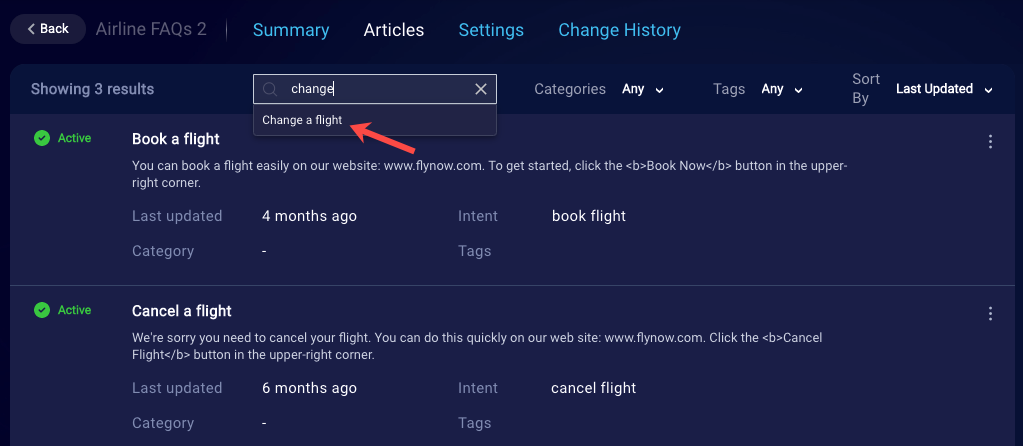 Back Airline FAQs 2 Summary Articles Settings Change History
Showing 3 results change Categories Any Tags Any Sort By Last Updated
Change a flight
Active Book a flight
You can book a flight easily on our website: www.flynow.com. To get started, click the <b>Book Now</b> button in the upper-
right corner.
Last updated 4 months ago Intent book flight
Category - Tags
Active Cancel a flight
We're sorry you need to cancel your flight. You can do this quickly on our web site: www.flynow.com. Click the <b>Cancel
Flight</b> button in the upper-right corner.
Last updated 6 months ago Intent cancel flight
Category - Tags